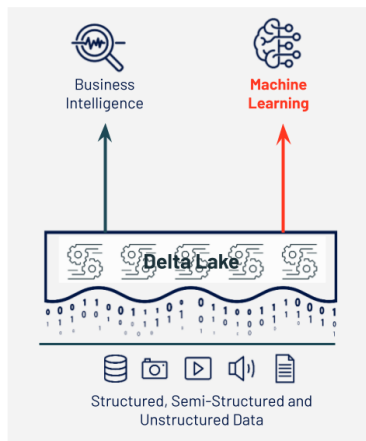 Business
Intelligence
Machine
Learning
Delta Lake
Structured, Semi-Structured and
Unstructured Data